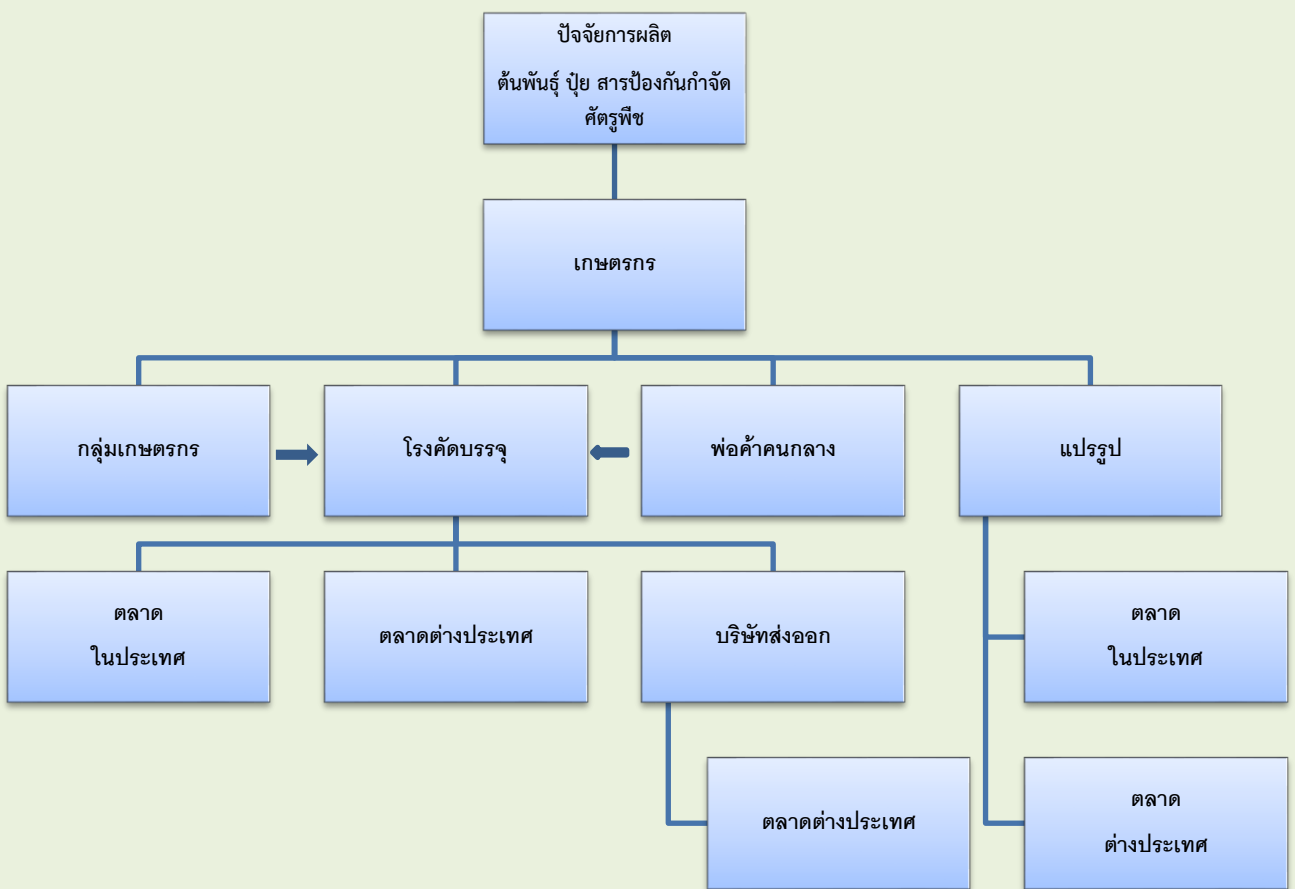 ปัจจัยการผลิต
ต้นพันธุ์ ปุ๋ย สารป้องกันกำจัด
ศัตรูพืช
เกษตรกร
กลุ่มเกษตรกร
โรงคัดบรรจุ
พ่อค้าคนกลาง
แปรรูป
ตลาด
ในประเทศ
ตลาดต่างประเทศ
บริษัทส่งออก
ตลาด
ในประเทศ
ตลาดต่างประเทศ
ตลาด
ต่างประเทศ